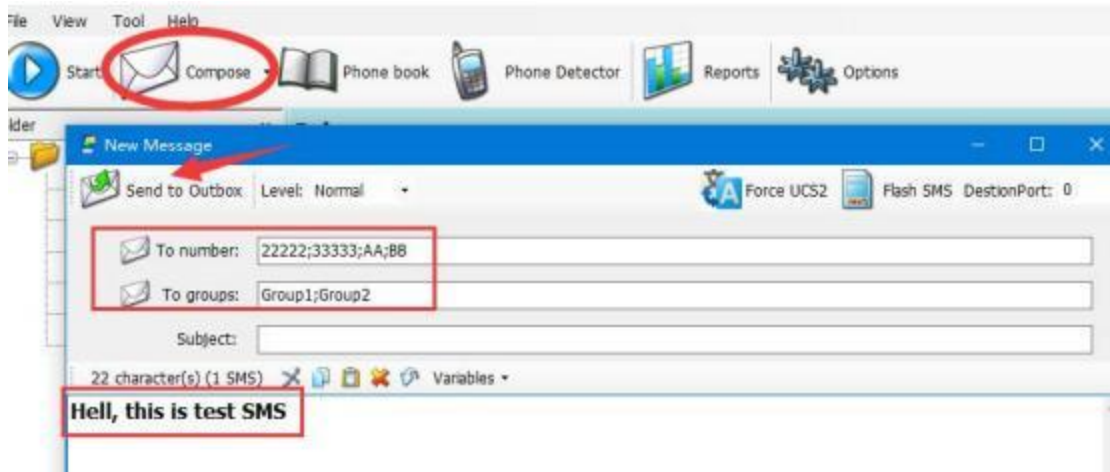 File View Tool Help
Start Compose Phone book Phone Detector Reports Options
lder
New Message
Send to Outbox Level: Normal Force UCS2 Flash SMS DestionPort: 0
To number: 22222;33333;AA;BB
To groups: Group1;Group2
Subject:
22 character(s) (1 SMS) Variables
Hell, this is test SMS